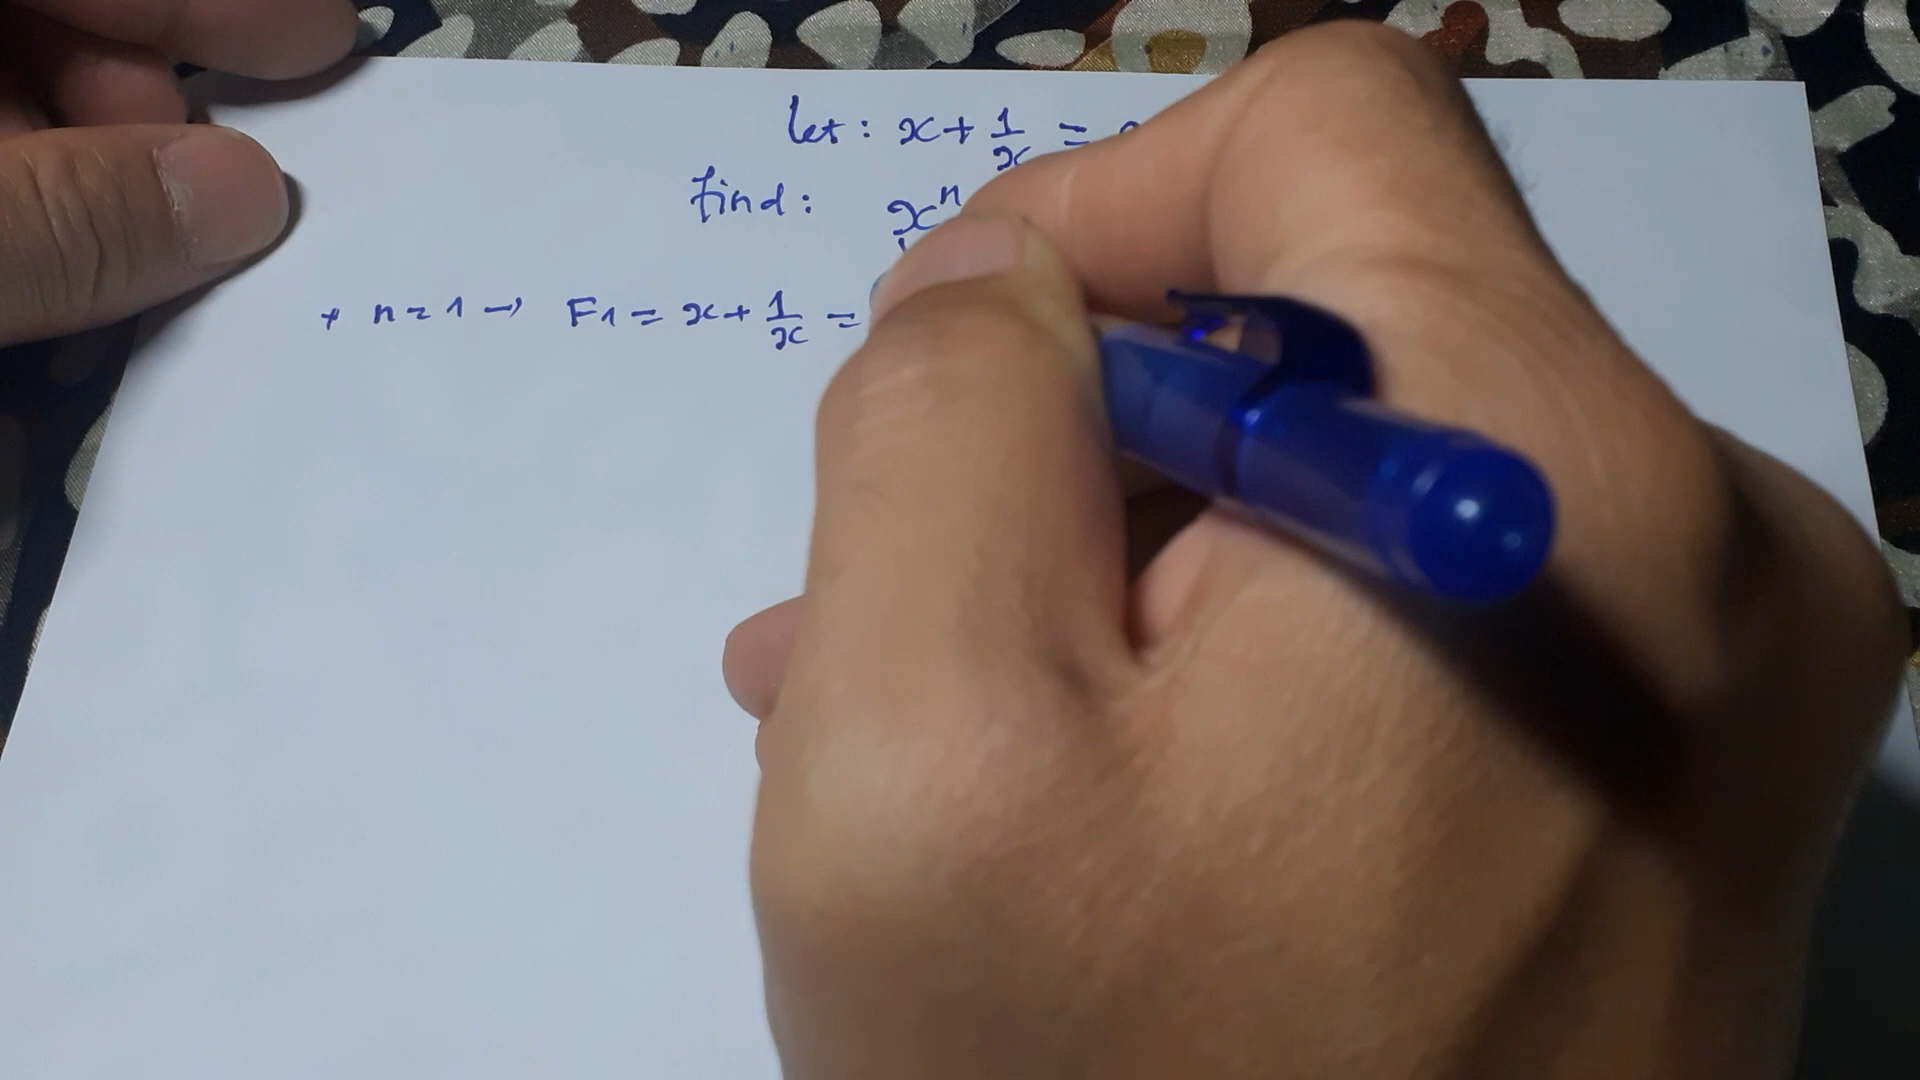 let: x + 1/x =
find: x^n
+ n = 1 → F1 = x + 1/x =